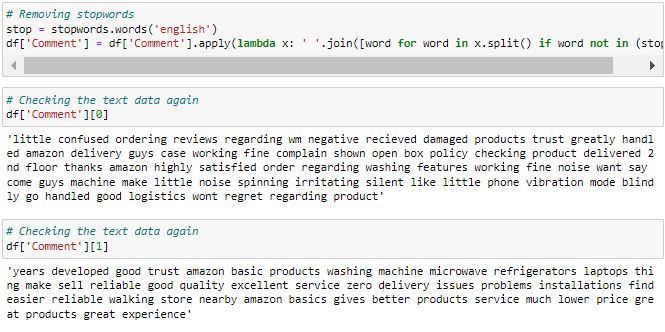 # Removing stopwords
stop = stopwords.words('english')
df['Comment'] = df['Comment'].apply(lambda x: ' '.join([word for word in x.split() if word not in (stop
# Checking the text data again
df['Comment'][0]
'little confused ordering reviews regarding wm negative recieved damaged products trust greatly handl
ed amazon delivery guys case working fine complain shown open box policy checking product delivered 2
nd floor thanks amazon highly satisfied order regarding washing features working fine noise want say
come guys machine make little noise spinning irritating silent like little phone vibration mode blind
ly go handled good logistics wont regret regarding product'
# Checking the text data again
df['Comment'][1]
'years developed good trust amazon basic products washing machine microwave refrigerators laptops thi
ng make sell reliable good quality excellent service zero delivery issues problems installations find
easier reliable walking store nearby amazon basics gives better products service much lower price gre
at products great experience'